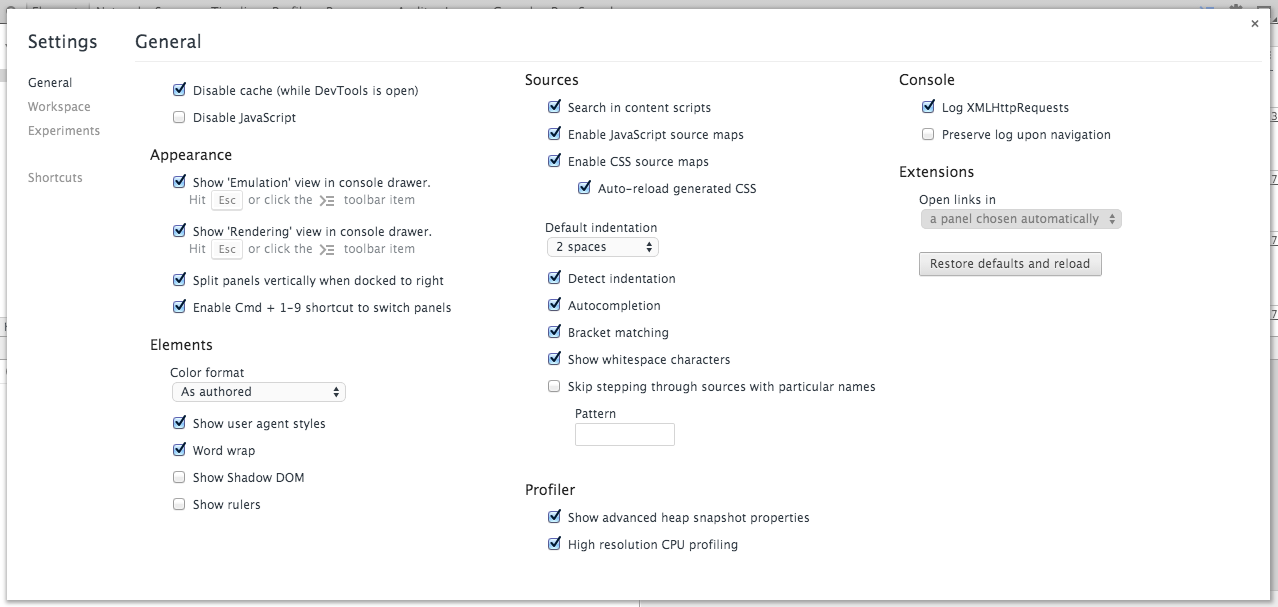 ×
Settings
General
General
Workspace
Experiments
Shortcuts
Disable cache (while DevTools is open)
Disable JavaScript
Appearance
Show 'Emulation' view in console drawer.
Hit Esc or click the toolbar item
Show 'Rendering' view in console drawer.
Hit Esc or click the toolbar item
Split panels vertically when docked to right
Enable Cmd + 1-9 shortcut to switch panels
Elements
Color format
As authored
Show user agent styles
Word wrap
Show Shadow DOM
Show rulers
Sources
Search in content scripts
Enable JavaScript source maps
Enable CSS source maps
Auto-reload generated CSS
Default indentation
2 spaces
Detect indentation
Autocompletion
Bracket matching
Show whitespace characters
Skip stepping through sources with particular names
Pattern
Profiler
Show advanced heap snapshot properties
High resolution CPU profiling
Console
Log XMLHttpRequests
Preserve log upon navigation
Extensions
Open links in
a panel chosen automatically
Restore defaults and reload
3
7
7
7